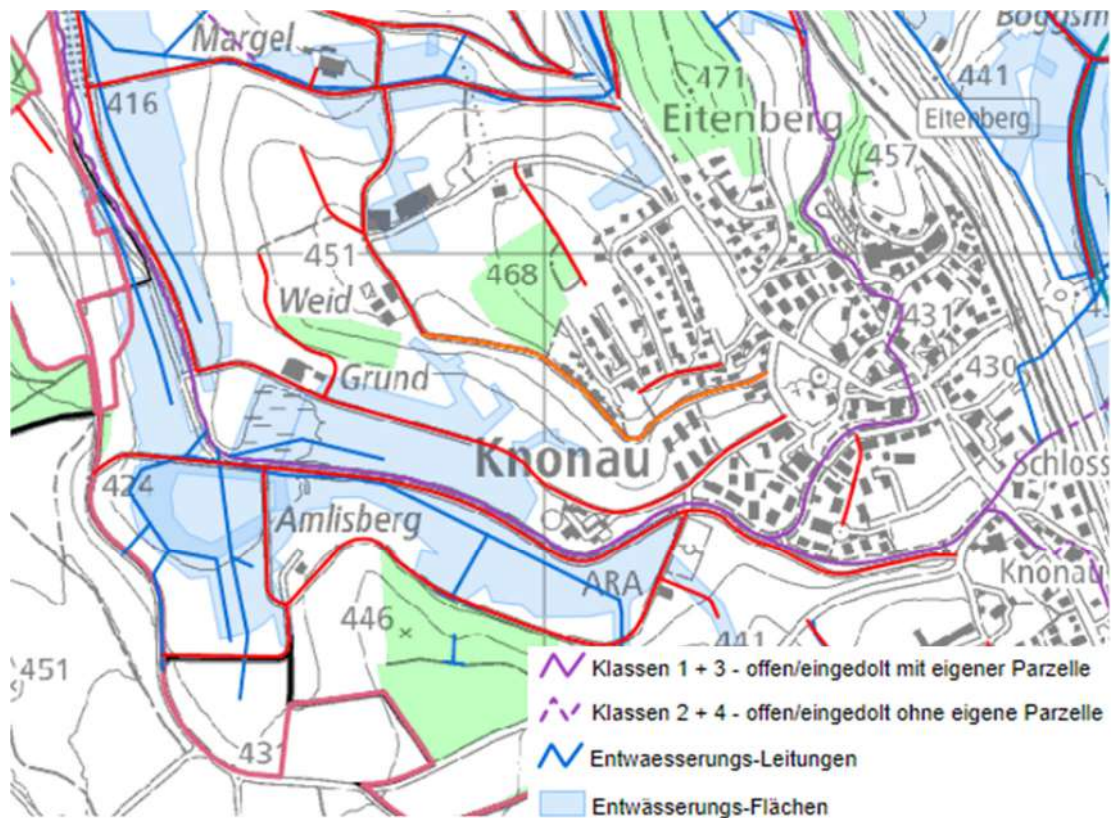 Margel
Boggsm
416
471
441
Eitenberg
Eitenberg
457
451
468
Weid
431
Grund
430
Knonau
Schloss
424
Amlisberg
ARA
Knonau
446
441
451
431
Klassen 1 + 3 - offen/eingedolt mit eigener Parzelle
Klassen 2 + 4 - offen/eingedolt ohne eigene Parzelle
Entwaesserungs-Leitungen
Entwässerungs-Flächen